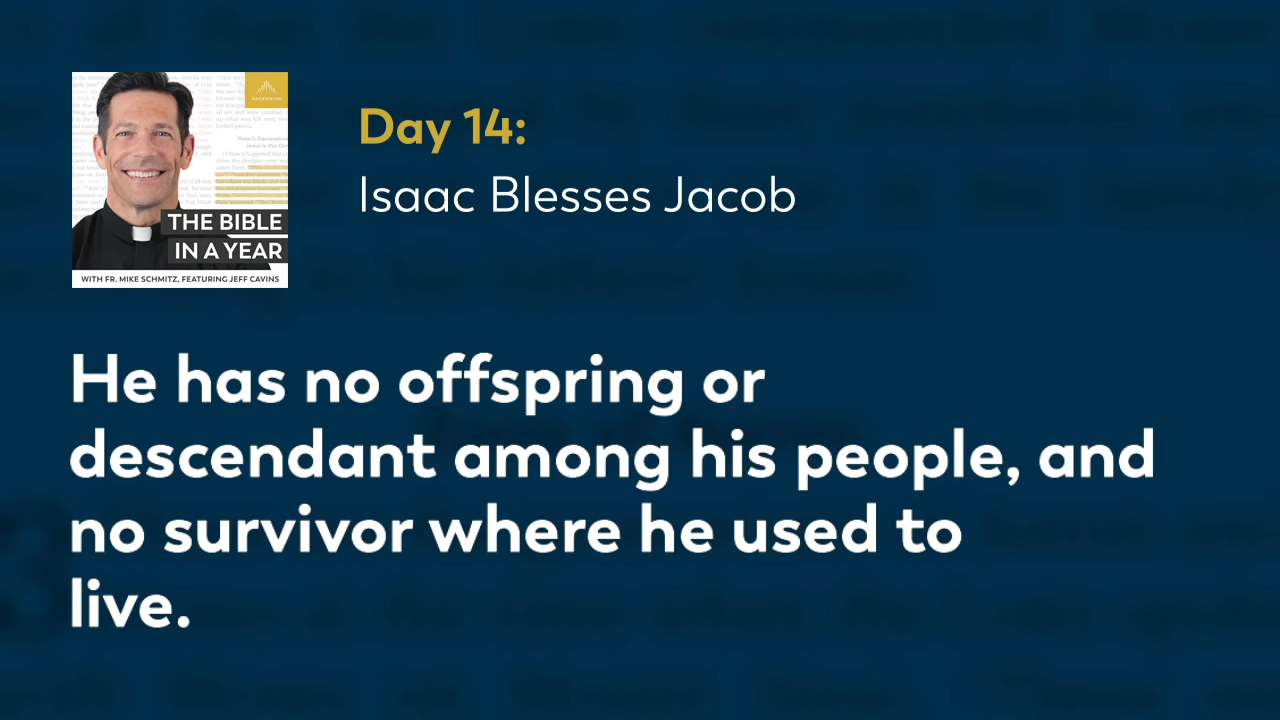 THE BIBLE
IN A YEAR
WITH FR. MIKE SCHMITZ, FEATURING JEFF CAVINS
Day 14:
Isaac Blesses Jacob
He has no offspring or
descendant among his people, and
no survivor where he used to
live.